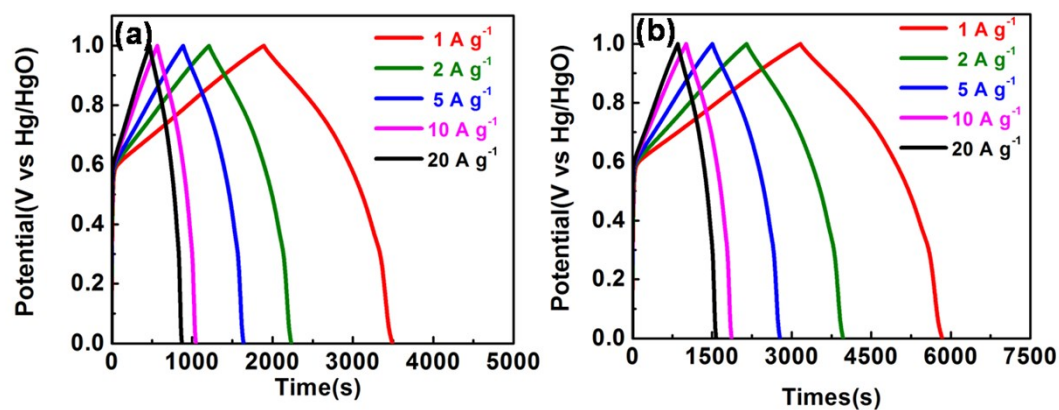 (a)
1 A g⁻¹
2 A g⁻¹
5 A g⁻¹
10 A g⁻¹
20 A g⁻¹
Potential(V vs Hg/HgO)
1.0
0.8
0.6
0.4
0.2
0.0
0 1000 2000 3000 4000 5000
Time(s)
(b)
1 A g⁻¹
2 A g⁻¹
5 A g⁻¹
10 A g⁻¹
20 A g⁻¹
Potential(V vs Hg/HgO)
1.0
0.8
0.6
0.4
0.2
0.0
0 1500 3000 4500 6000 7500
Times(s)